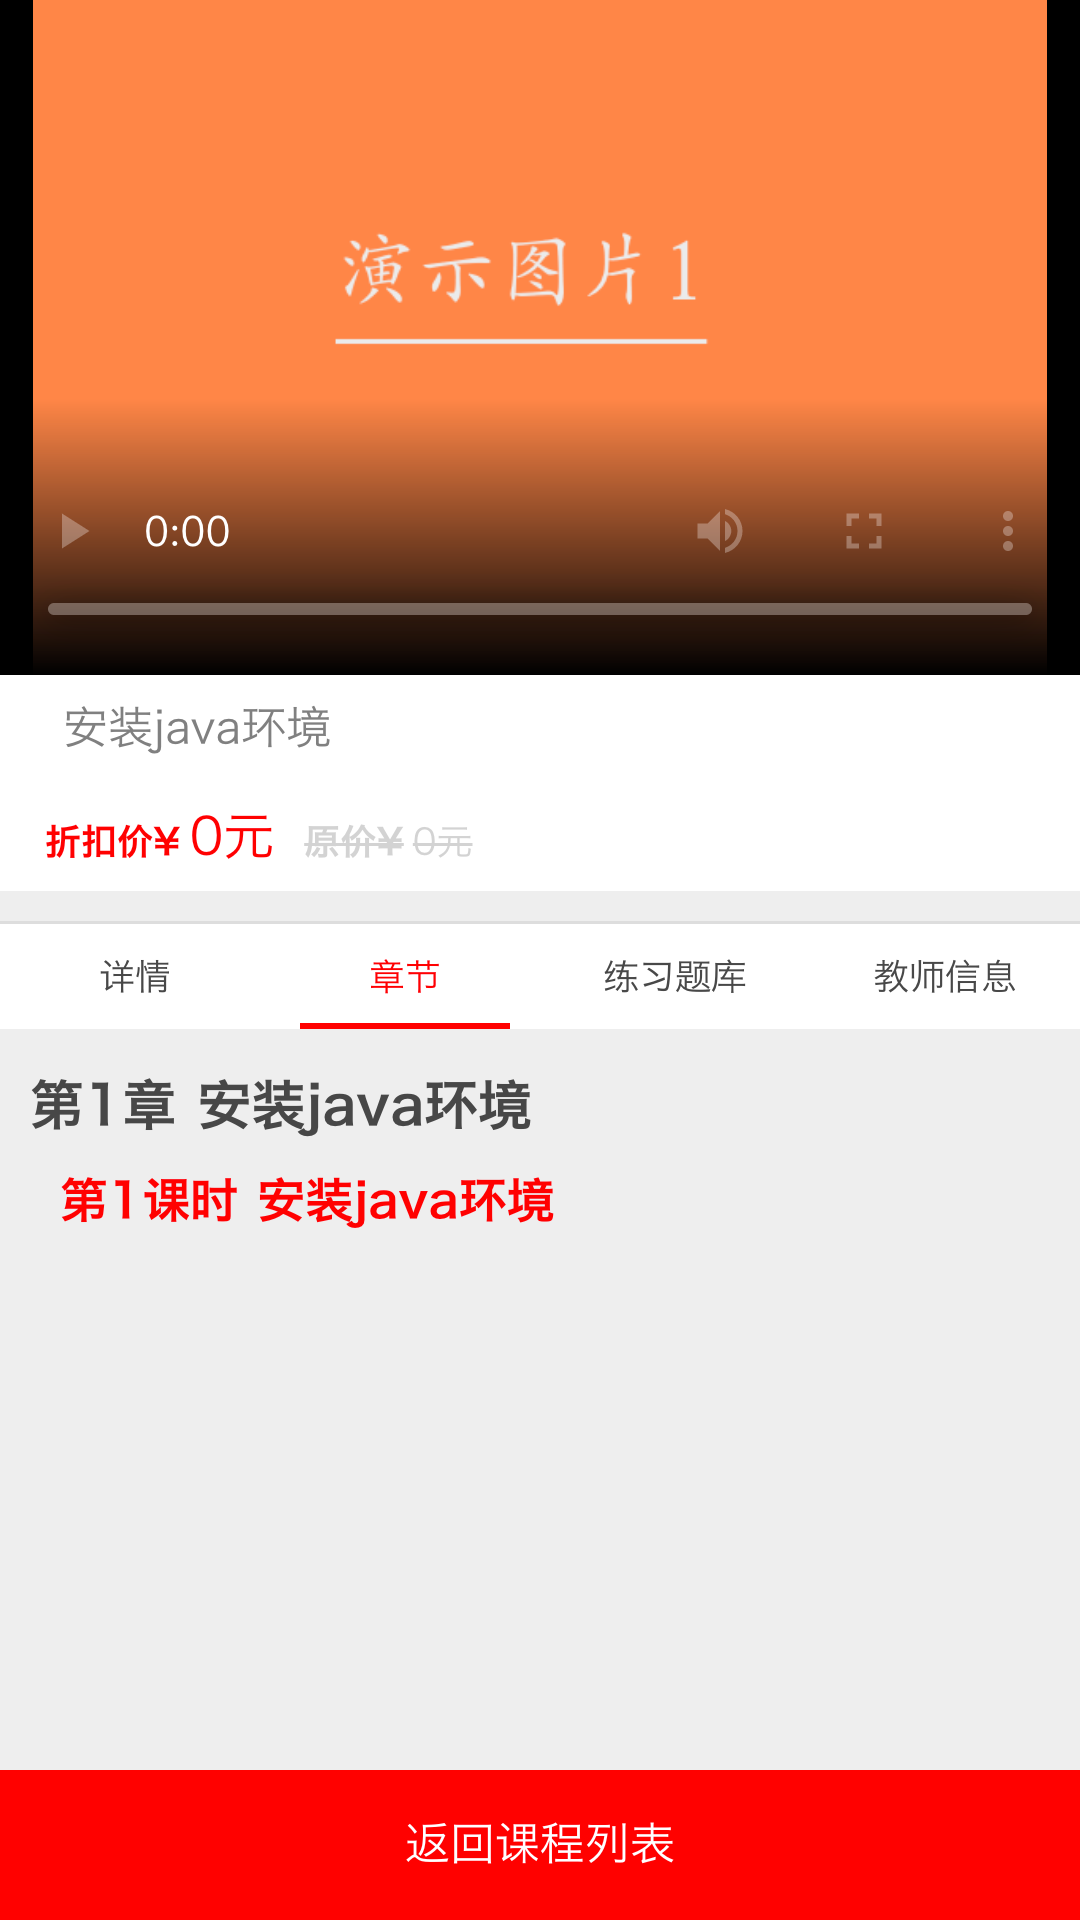 演示图片1
0:00
安装java环境
折扣价¥ 0元 原价¥ 0元
详情 章节 练习题库 教师信息
第1章 安装java环境
第1课时 安装java环境
返回课程列表